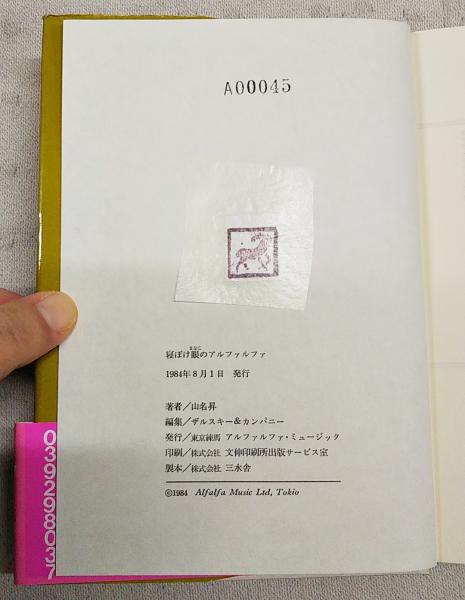 A00045
寝ぼけ眼のアルファルファ
まなこ
1984年8月1日 発行
著者／山名昇
編集／ザルスキー&カンパニー
発行／東京練馬 アルファルファ・ミュージック
印刷／株式会社 文伸印刷所出版サービス室
製本／株式会社 三水舎
©1984 Alfalfa Music Ltd, Tokio
039298037